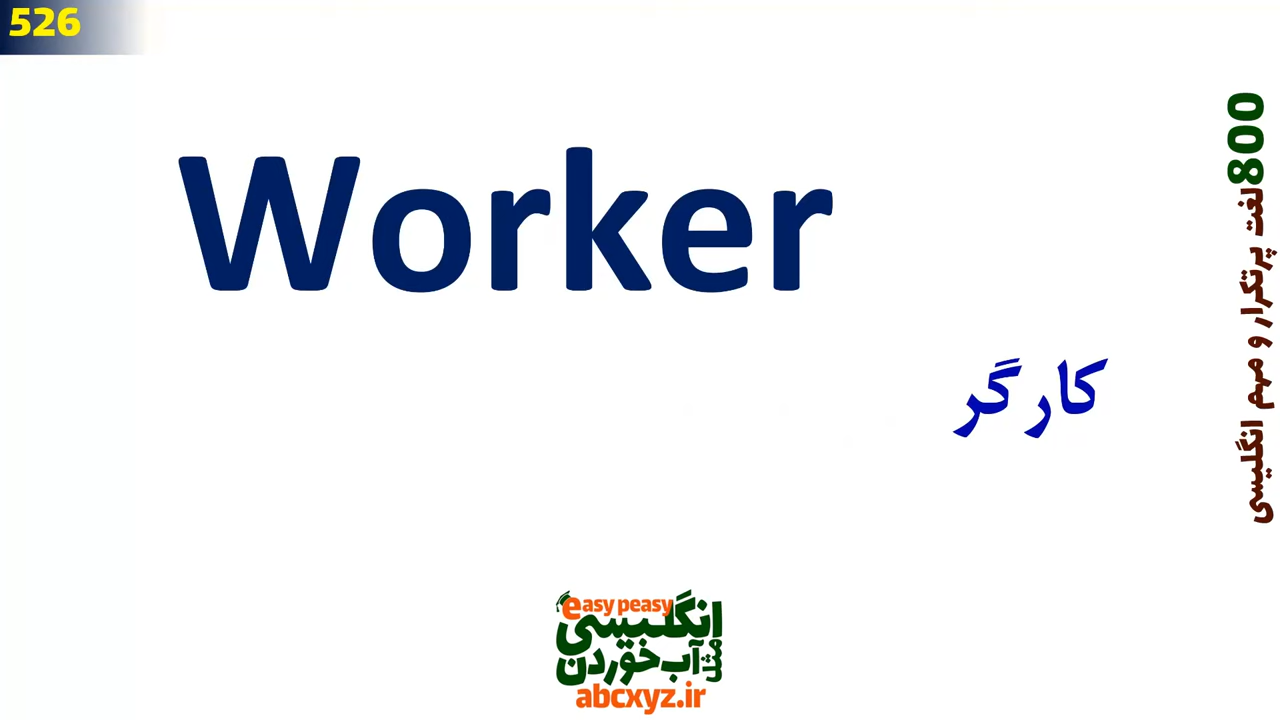 526
Worker
کارگر
800 لغت پرتکرار و مهم انگلیسی
easy peasy
انگلیسی
مثل آب خوردن
abcxyz.ir